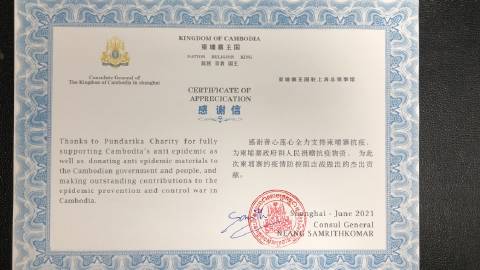 KINGDOM OF CAMBODIA
柬埔寨王国
NATION RELIGION KING
民族 宗教 国王
Consulate General of
The Kingdom of Cambodia in shanghai
柬埔寨王国驻上海总领事馆
CERTIFICATE OF
APPRECICATION
感谢信
Thanks to Pundarika Charity for fully
supporting Cambodia's anti epidemic as
well as donating anti epidemic materials to
the Cambodian government and people, and
making outstanding contributions to the
epidemic prevention and control war in
Cambodia.
感谢善心莲心全力支持柬埔寨抗疫,
为柬埔寨政府和人民捐赠抗疫物资, 为此
次柬埔寨的疫情防控阻击战做出的杰出贡
献。
Shanghai - June 2021
Consul General
NEANG SAMRITHKOMAR